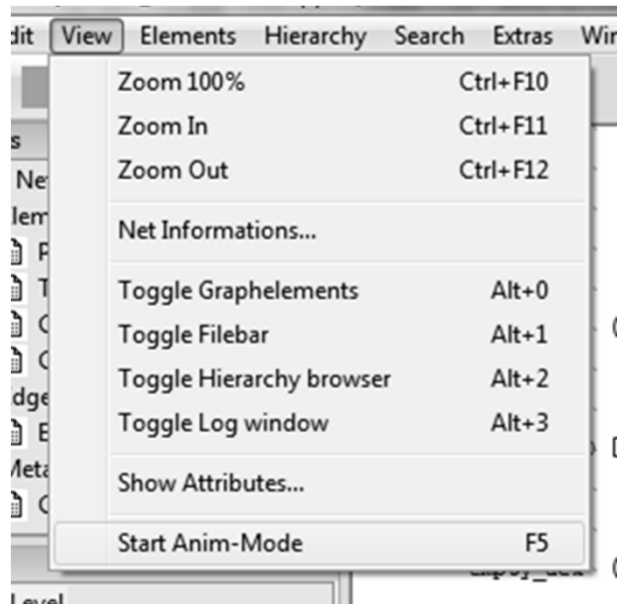 View Elements Hierarchy Search Extras
Zoom 100% Ctrl+F10
Zoom In Ctrl+F11
Zoom Out Ctrl+F12
Net Informations...
Toggle Graphelements Alt+0
Toggle Filebar Alt+1
Toggle Hierarchy browser Alt+2
Toggle Log window Alt+3
Show Attributes...
Start Anim-Mode F5
Level